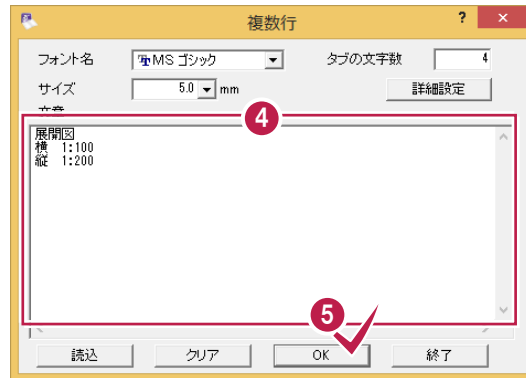 複数行 ? ×
フォント名 MS ゴシック タブの文字数 4
サイズ 5.0 mm 詳細設定
文章
4
展開図
横 1:100
縦 1:200
5
読込 クリア OK 終了